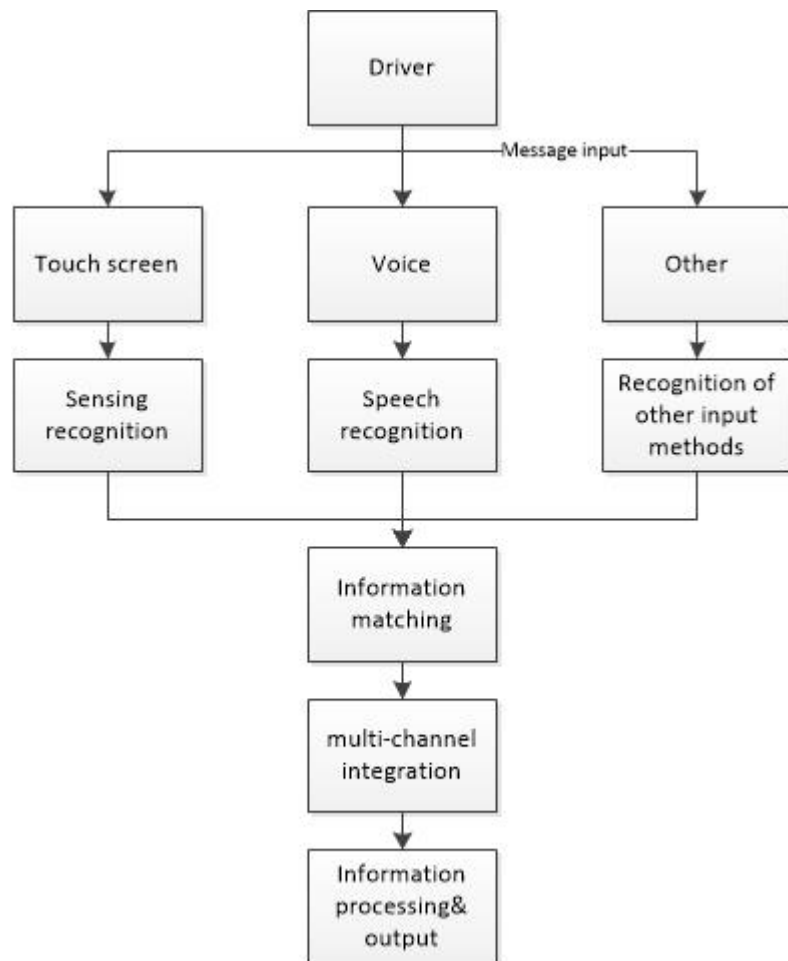 Driver
Message input
Touch screen
Voice
Other
Sensing
recognition
Speech
recognition
Recognition of
other input
methods
Information
matching
multi-channel
integration
Information
processing&
output